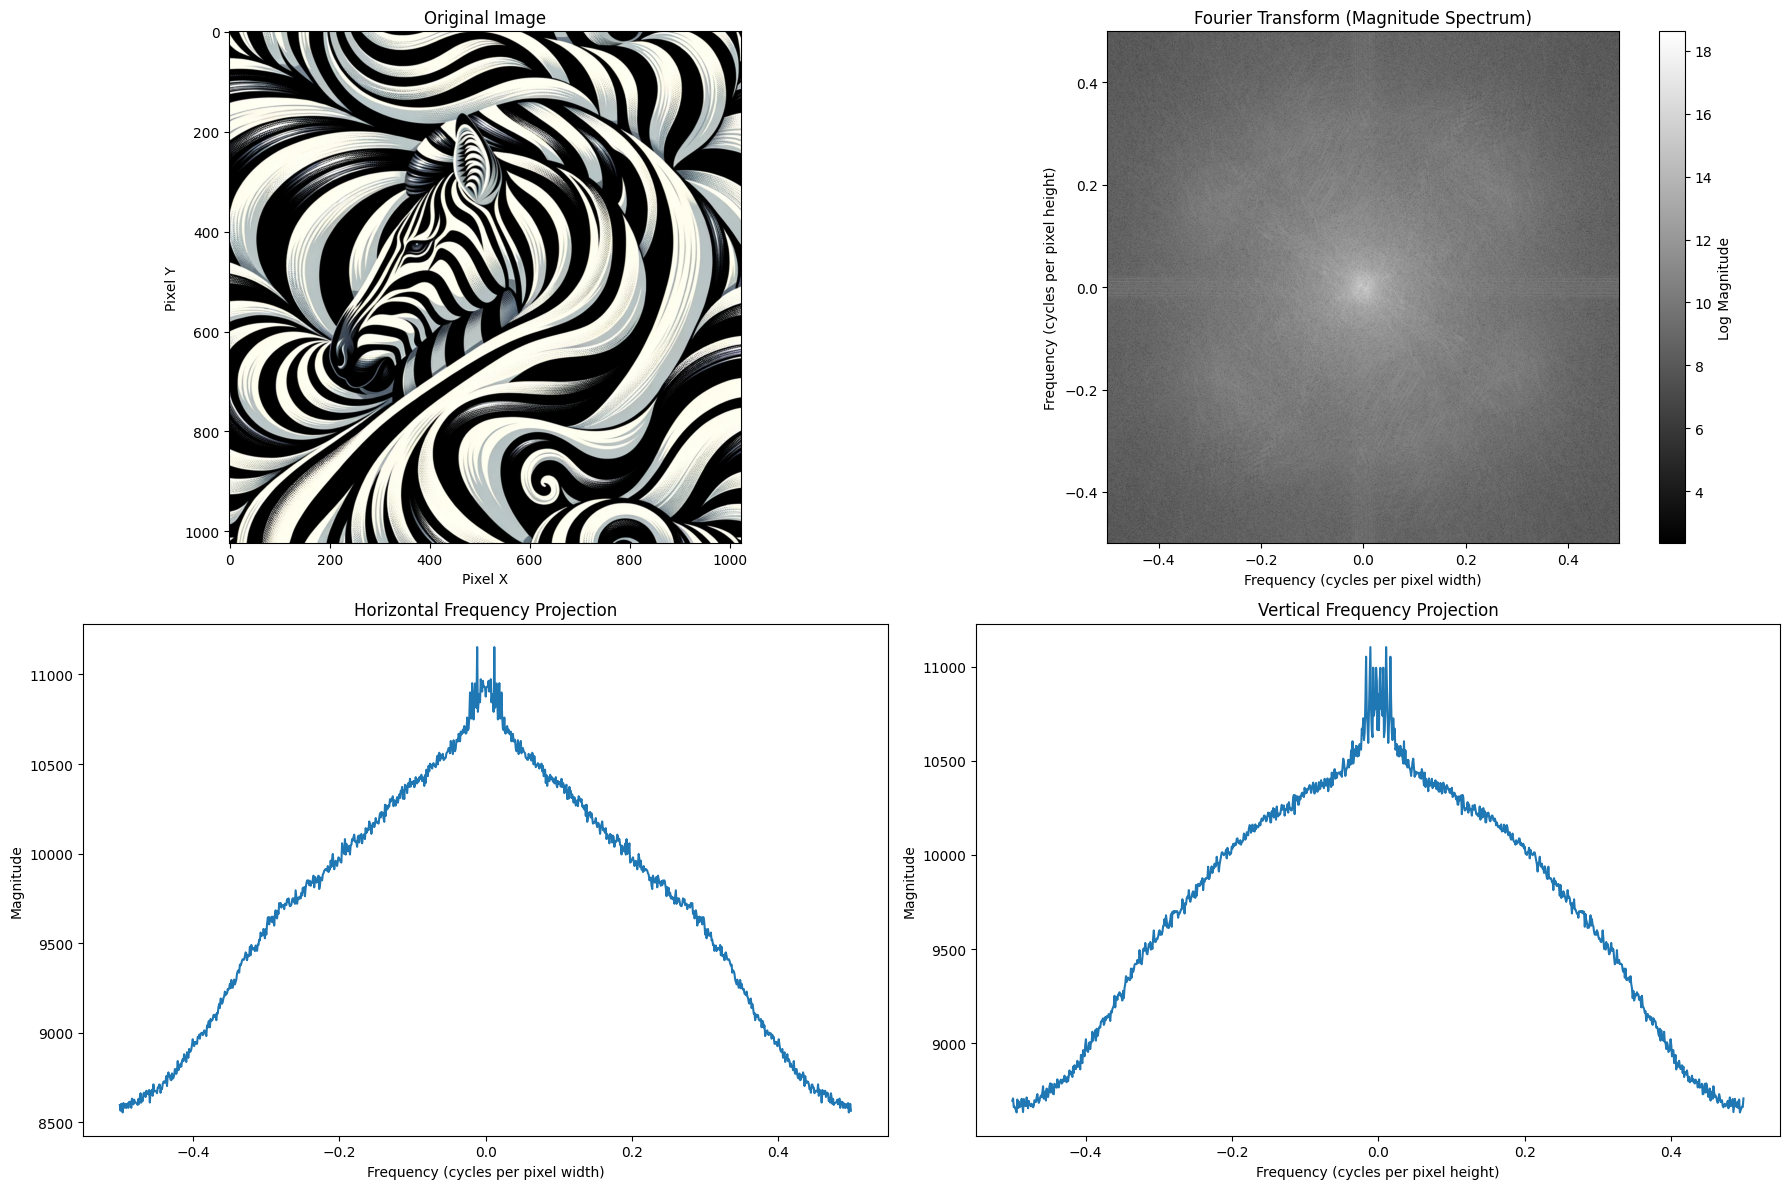 Original Image
0
200
400
600
800
1000
Pixel Y
0 200 400 600 800 1000
Pixel X
Fourier Transform (Magnitude Spectrum)
0.4
0.2
0.0
−0.2
−0.4
Frequency (cycles per pixel height)
−0.4 −0.2 0.0 0.2 0.4
Frequency (cycles per pixel width)
18
16
14
12
10
8
6
4
Log Magnitude
Horizontal Frequency Projection
11000
10500
10000
9500
9000
8500
Magnitude
−0.4 −0.2 0.0 0.2 0.4
Frequency (cycles per pixel width)
Vertical Frequency Projection
11000
10500
10000
9500
9000
Magnitude
−0.4 −0.2 0.0 0.2 0.4
Frequency (cycles per pixel height)